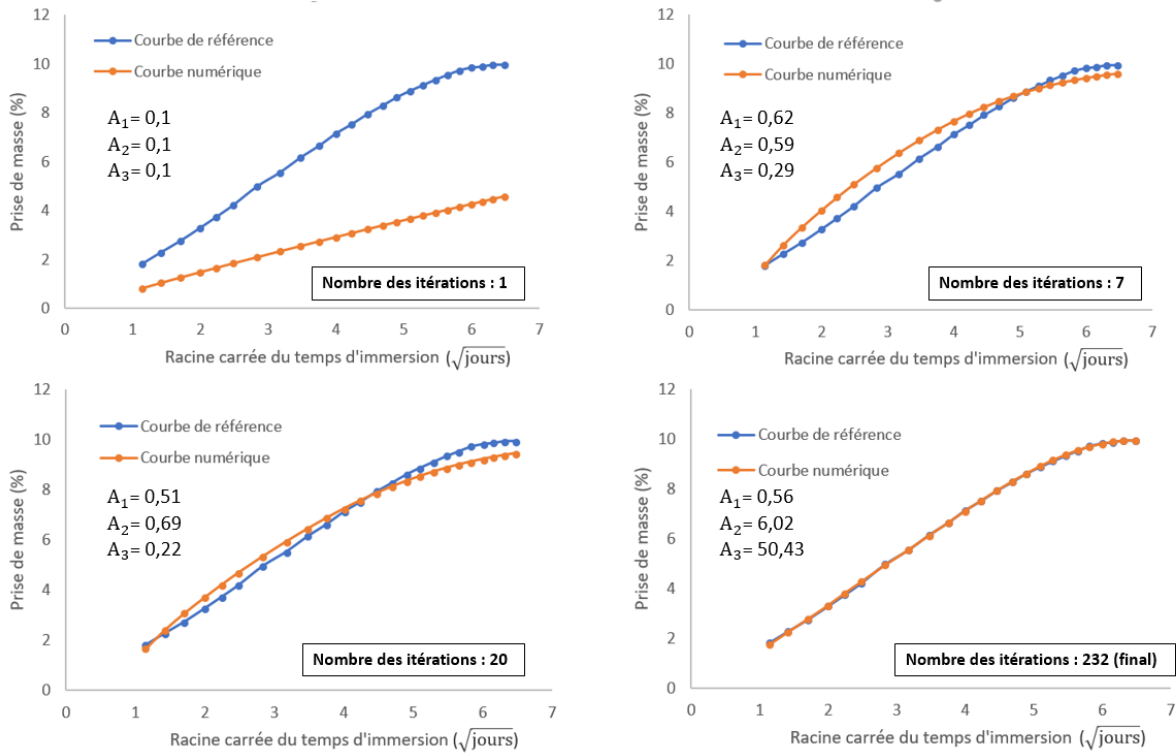 12
10
8
6
4
2
0
Prise de masse (%)
Courbe de référence
Courbe numérique
A₁= 0,1
A₂= 0,1
A₃= 0,1
Nombre des itérations : 1
0 1 2 3 4 5 6 7
Racine carrée du temps d'immersion (√jours)
12
10
8
6
4
2
0
Prise de masse (%)
Courbe de référence
Courbe numérique
A₁= 0,62
A₂= 0,59
A₃= 0,29
Nombre des itérations : 7
0 1 2 3 4 5 6 7
Racine carrée du temps d'immersion (√jours)
12
10
8
6
4
2
0
Prise de masse (%)
Courbe de référence
Courbe numérique
A₁= 0,51
A₂= 0,69
A₃= 0,22
Nombre des itérations : 20
0 1 2 3 4 5 6 7
Racine carrée du temps d'immersion (√jours)
12
10
8
6
4
2
0
Prise de masse (%)
Courbe de référence
Courbe numérique
A₁= 0,56
A₂= 6,02
A₃= 50,43
Nombre des itérations : 232 (final)
0 1 2 3 4 5 6 7
Racine carrée du temps d'immersion (√jours)